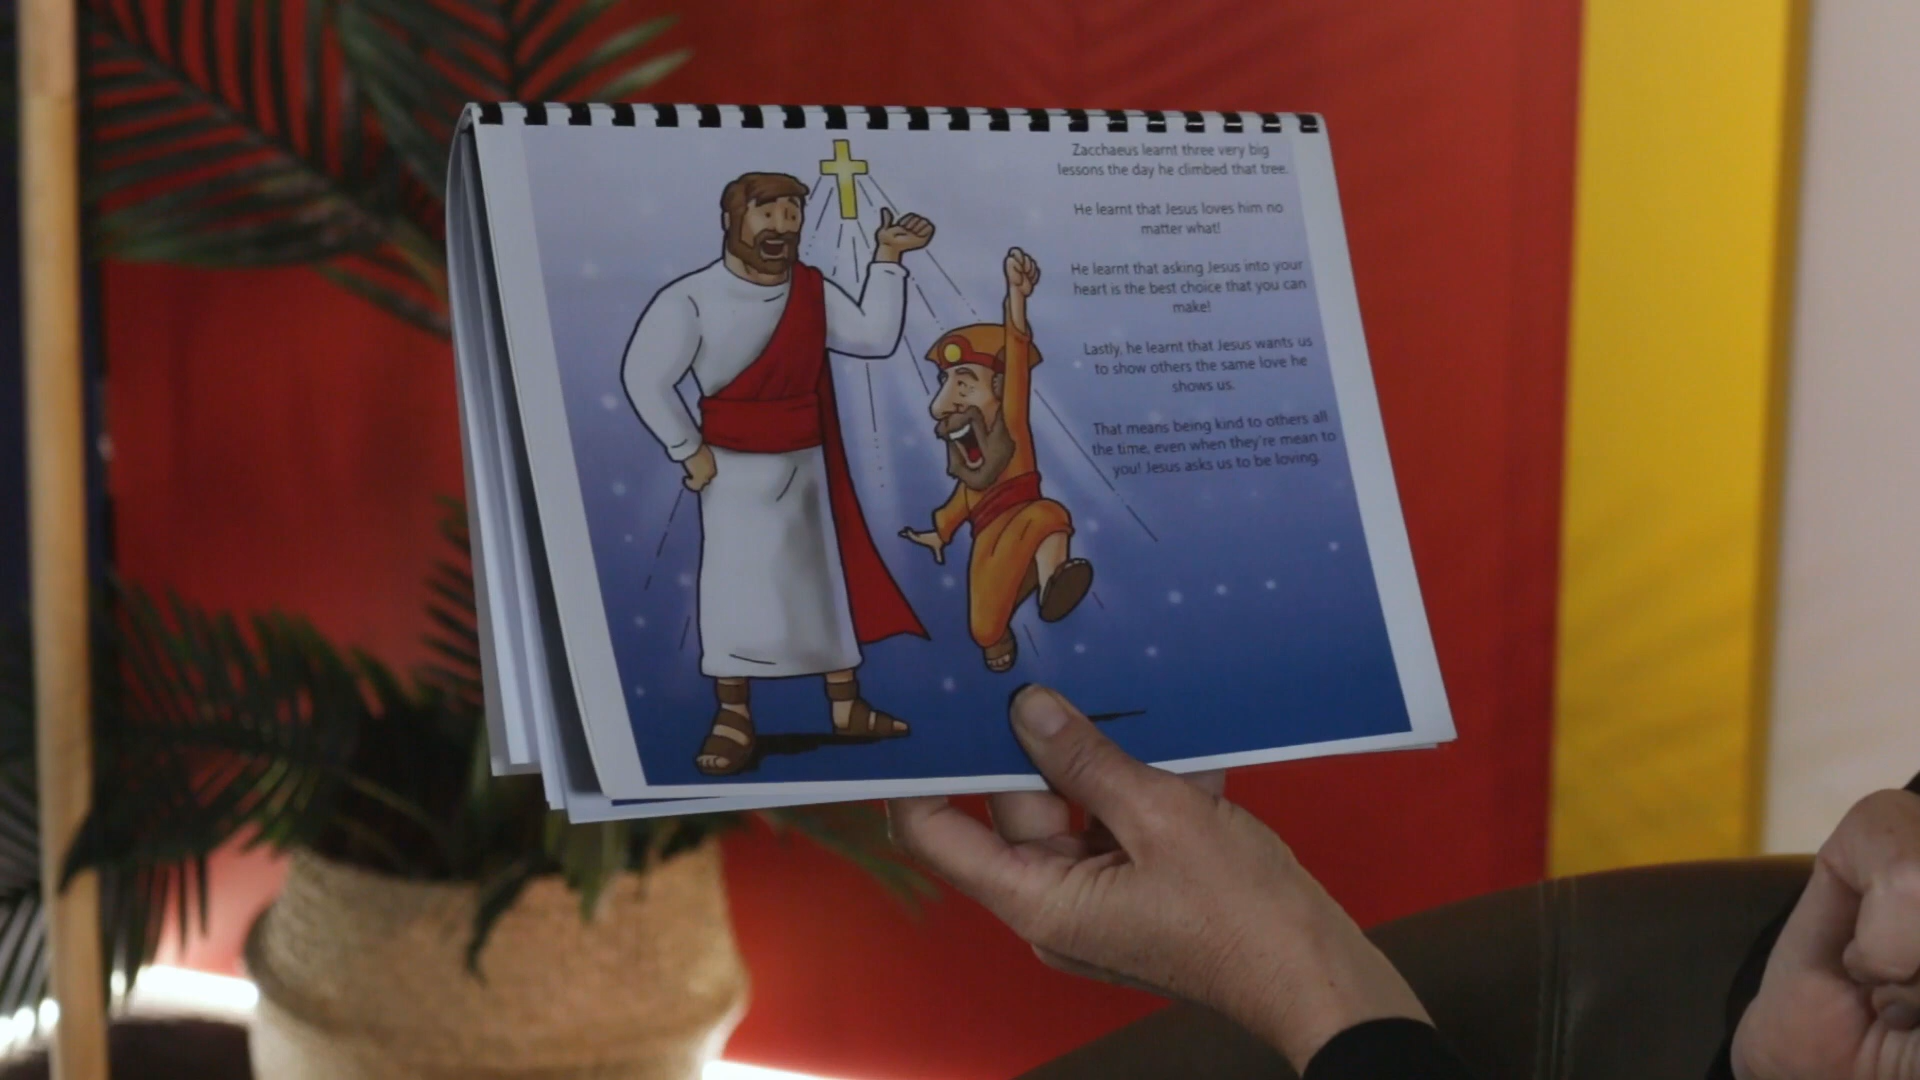 Zacchaeus learnt three very big
lessons the day he climbed that tree.
He learnt that Jesus loves him no
matter what!
He learnt that asking Jesus into your
heart is the best choice that you can
make!
Lastly, he learnt that Jesus wants us
to show others the same love he
shows us.
That means being kind to others all
the time, even when they're mean to
you! Jesus asks us to be loving.